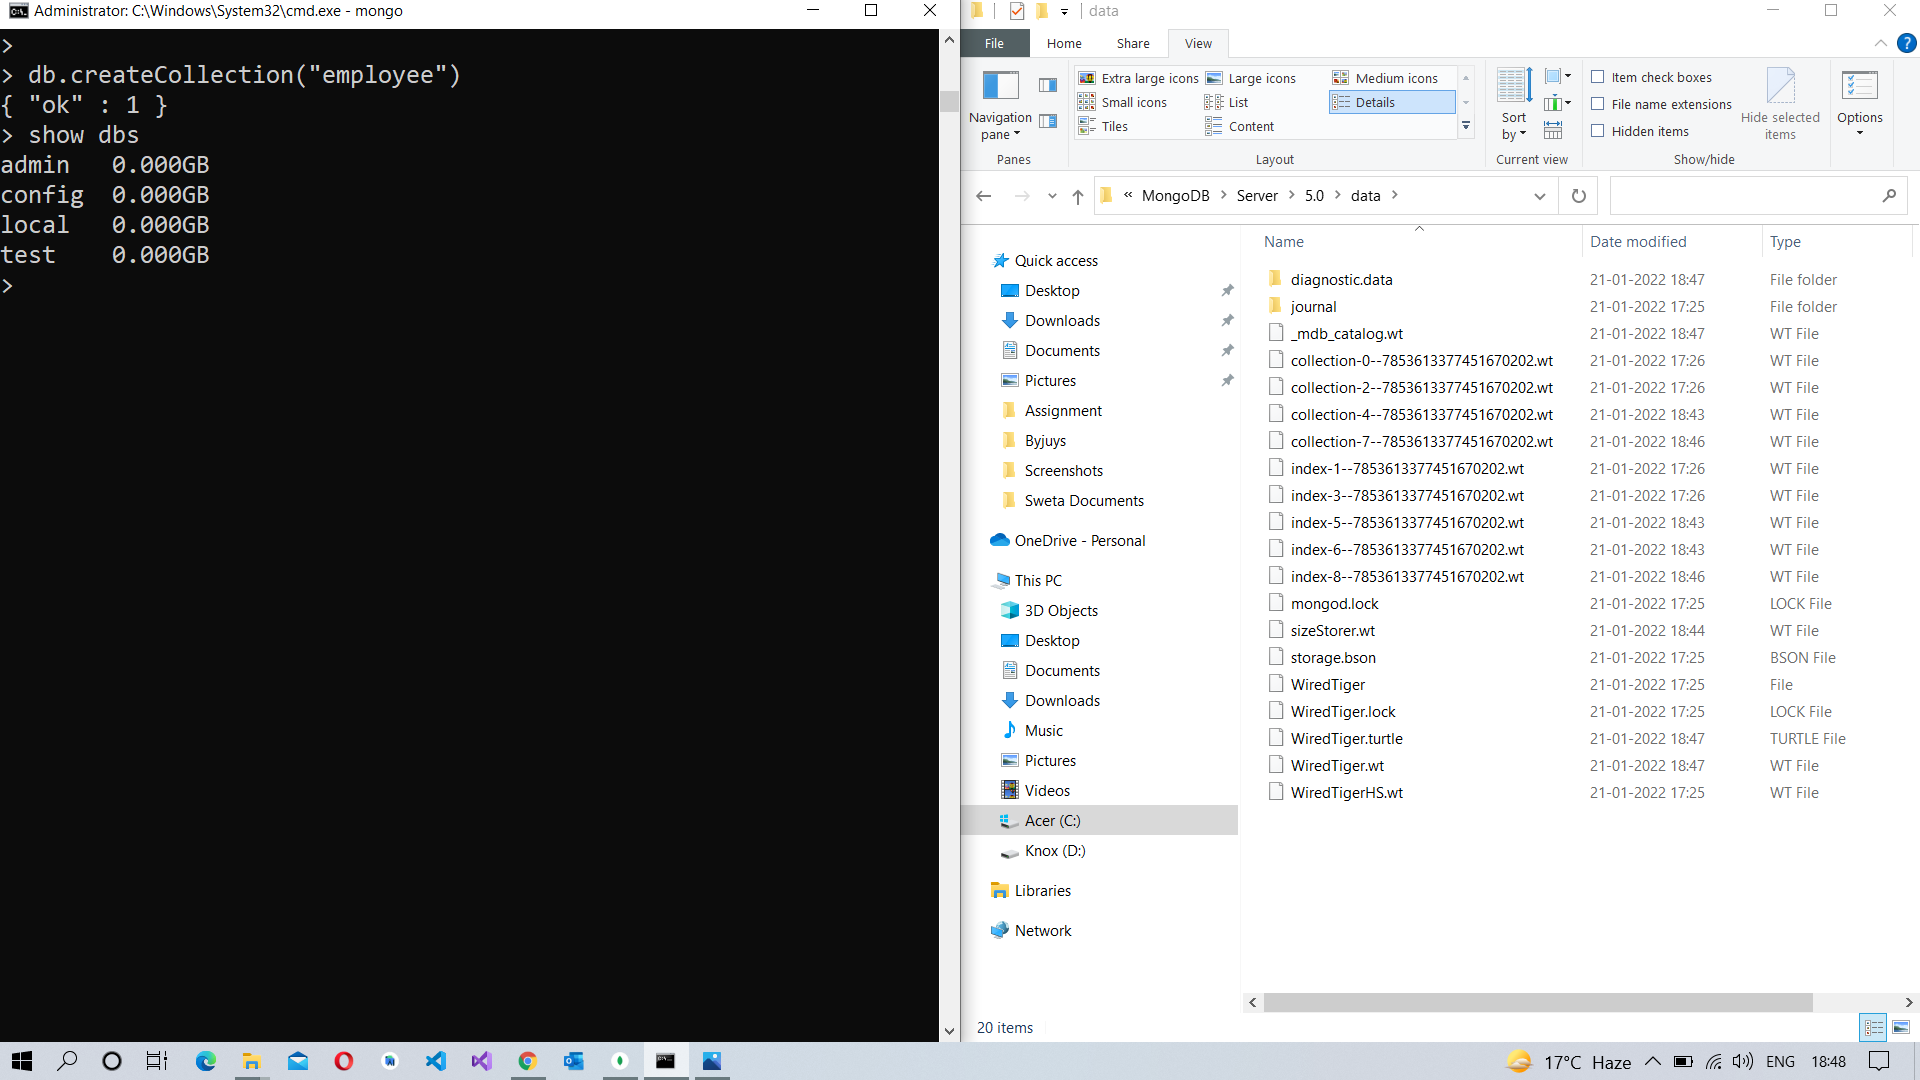 Administrator: C:\Windows\System32\cmd.exe - mongo
>
> db.createCollection("employee")
{ "ok" : 1 }
> show dbs
admin   0.000GB
config  0.000GB
local   0.000GB
test    0.000GB
>
data
File Home Share View
Navigation pane
Panes
Extra large icons Large icons Medium icons
Small icons List Details
Tiles Content
Layout
Sort by
Current view
Item check boxes
File name extensions
Hidden items
Hide selected items
Show/hide
Options
« MongoDB > Server > 5.0 > data >
Quick access
Desktop
Downloads
Documents
Pictures
Assignment
Byjuys
Screenshots
Sweta Documents
OneDrive - Personal
This PC
3D Objects
Desktop
Documents
Downloads
Music
Pictures
Videos
Acer (C:)
Knox (D:)
Libraries
Network
Name Date modified Type
diagnostic.data 21-01-2022 18:47 File folder
journal 21-01-2022 17:25 File folder
_mdb_catalog.wt 21-01-2022 18:47 WT File
collection-0--7853613377451670202.wt 21-01-2022 17:26 WT File
collection-2--7853613377451670202.wt 21-01-2022 17:26 WT File
collection-4--7853613377451670202.wt 21-01-2022 18:43 WT File
collection-7--7853613377451670202.wt 21-01-2022 18:46 WT File
index-1--7853613377451670202.wt 21-01-2022 17:26 WT File
index-3--7853613377451670202.wt 21-01-2022 17:26 WT File
index-5--7853613377451670202.wt 21-01-2022 18:43 WT File
index-6--7853613377451670202.wt 21-01-2022 18:43 WT File
index-8--7853613377451670202.wt 21-01-2022 18:46 WT File
mongod.lock 21-01-2022 17:25 LOCK File
sizeStorer.wt 21-01-2022 18:44 WT File
storage.bson 21-01-2022 17:25 BSON File
WiredTiger 21-01-2022 17:25 File
WiredTiger.lock 21-01-2022 17:25 LOCK File
WiredTiger.turtle 21-01-2022 18:47 TURTLE File
WiredTiger.wt 21-01-2022 18:47 WT File
WiredTigerHS.wt 21-01-2022 17:25 WT File
20 items
17°C Haze ENG 18:48